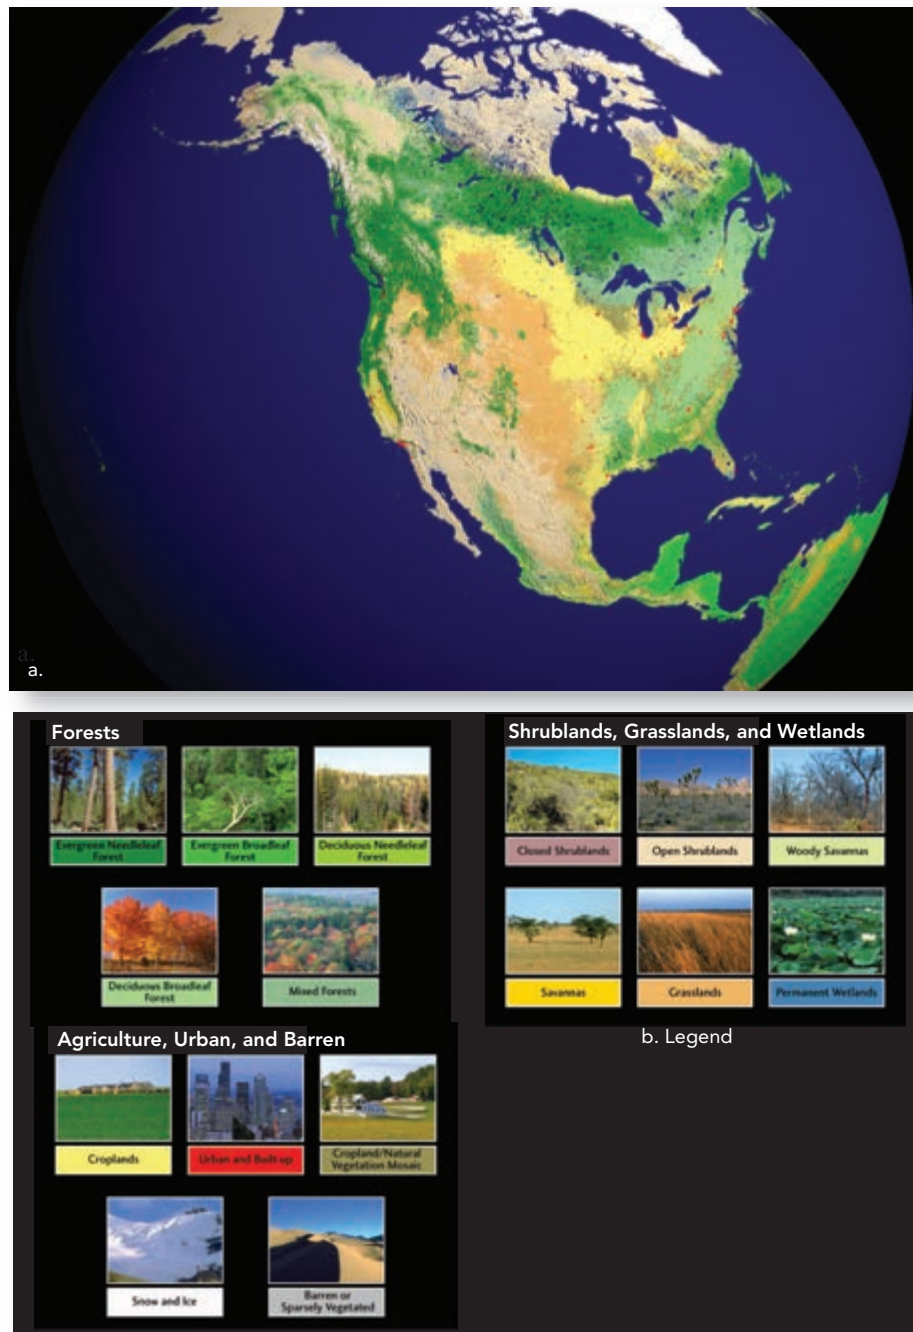 a.
a.
Forests
Evergreen Needleleaf
Forest
Evergreen Broadleaf
Forest
Deciduous Needleleaf
Forest
Deciduous Broadleaf
Forest
Mixed Forests
Shrublands, Grasslands, and Wetlands
Closed Shrublands
Open Shrublands
Woody Savannas
Savannas
Grasslands
Permanent Wetlands
b. Legend
Agriculture, Urban, and Barren
Croplands
Urban and Built-up
Cropland/Natural
Vegetation Mosaic
Snow and Ice
Barren or
Sparsely Vegetated